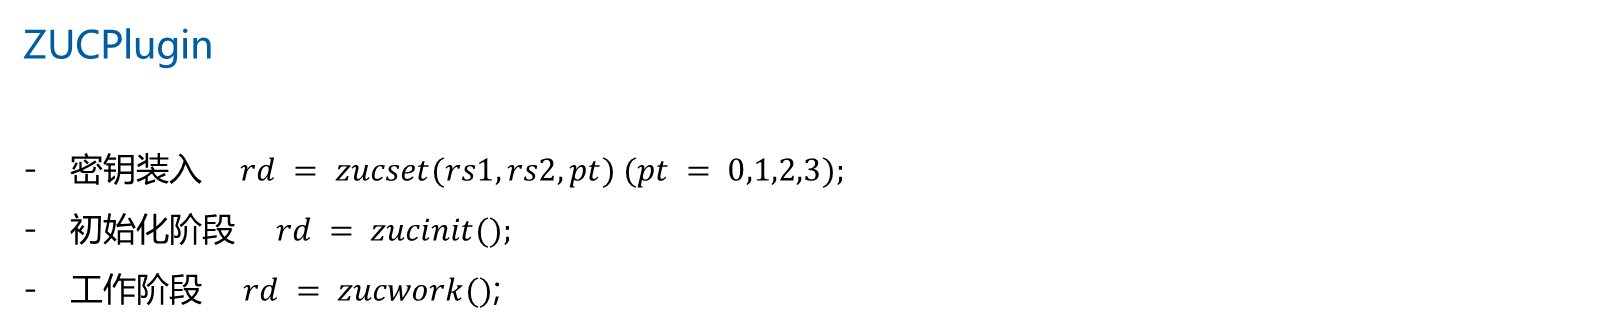 ZUCPlugin
- 密钥装入 rd = zucset(rs1,rs2,pt) (pt = 0,1,2,3);
- 初始化阶段 rd = zucinit();
- 工作阶段 rd = zucwork();